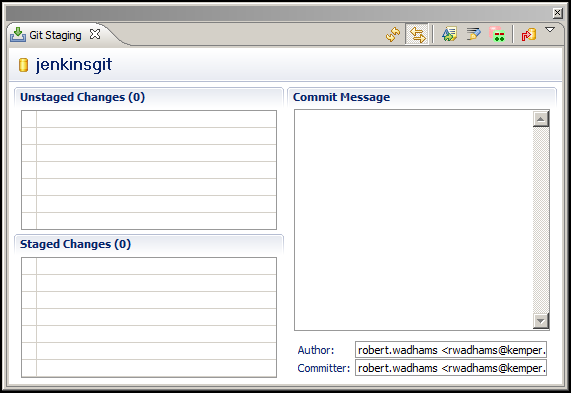 Git Staging
jenkinsgit
Unstaged Changes (0)
Staged Changes (0)
Commit Message
Author: robert.wadhams <rwadhams@kemper.
Committer: robert.wadhams <rwadhams@kemper.